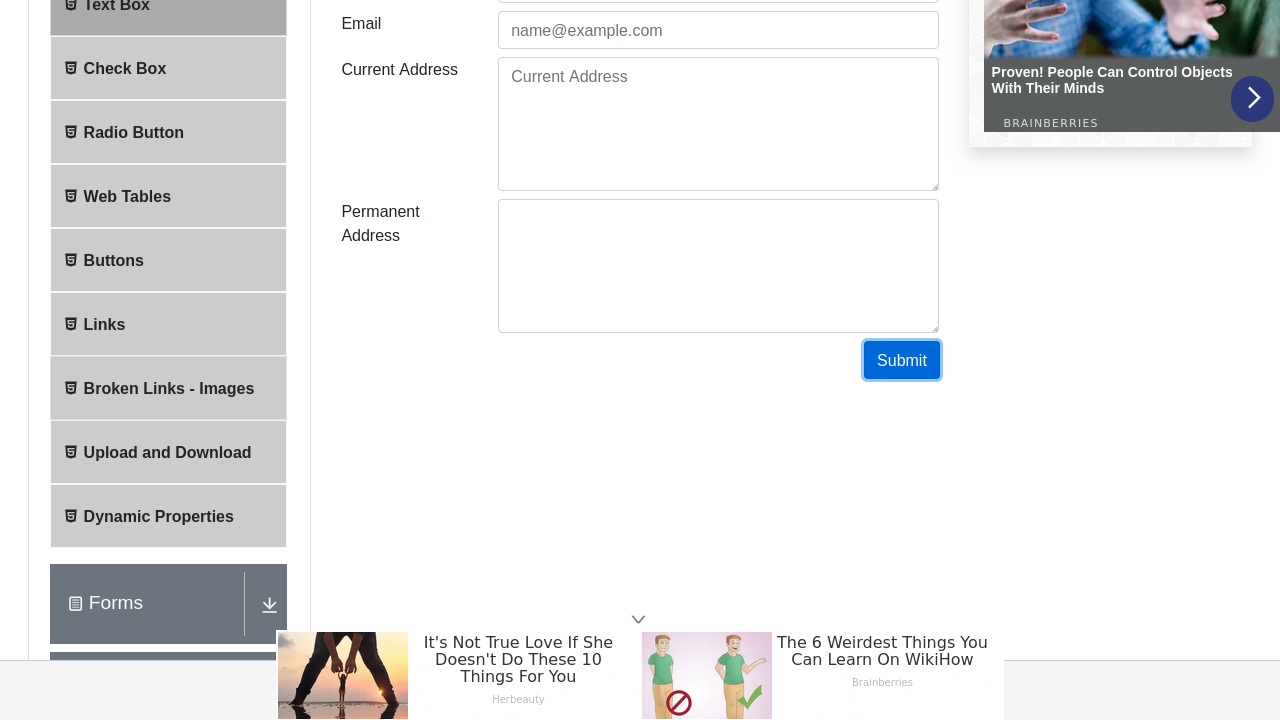 Text Box
Check Box
Radio Button
Web Tables
Buttons
Links
Broken Links - Images
Upload and Download
Dynamic Properties
Forms
Email
name@example.com
Current Address
Current Address
Permanent
Address
Submit
Proven! People Can Control Objects
With Their Minds
BRAINBERRIES
It's Not True Love If She
Doesn't Do These 10
Things For You
Herbeauty
The 6 Weirdest Things You
Can Learn On WikiHow
Brainberries